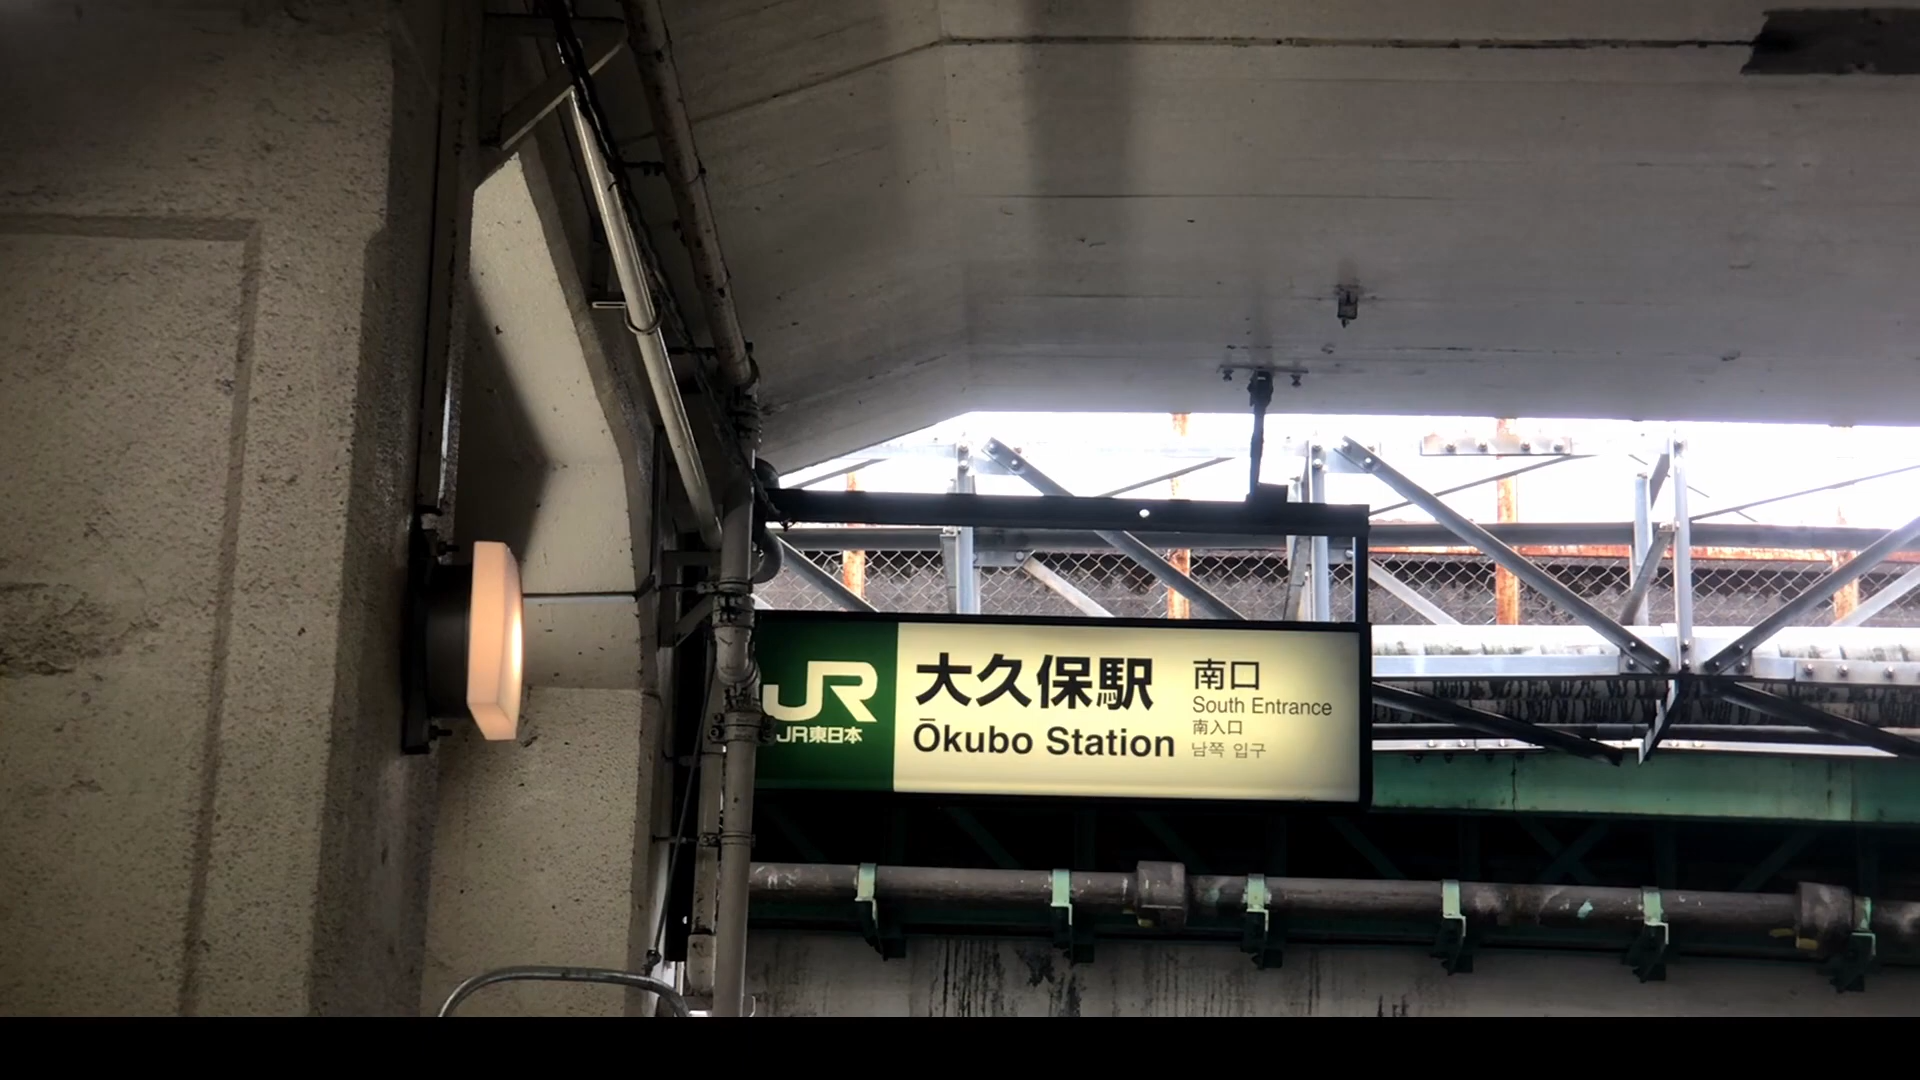 JR
JR東日本
大久保駅
Ōkubo Station
南口
South Entrance
南入口
남쪽 입구